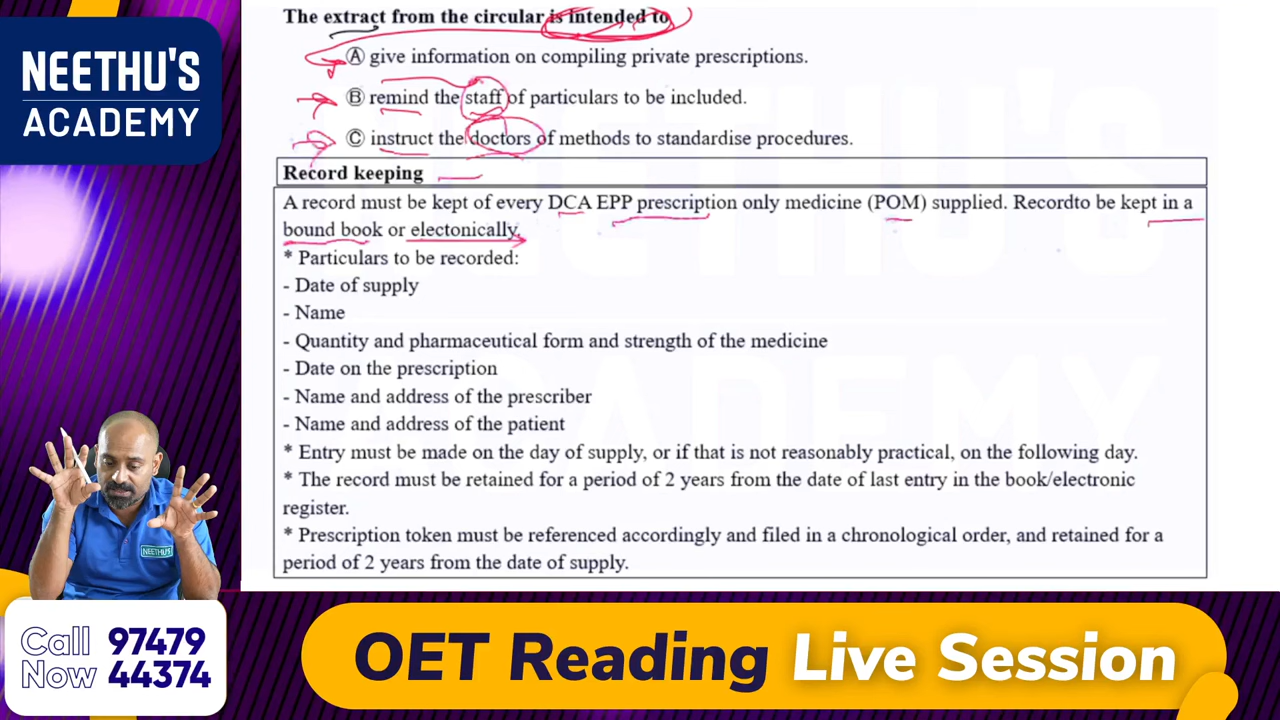 NEETHU'S
ACADEMY
The extract from the circular is intended to
A give information on compiling private prescriptions.
B remind the staff of particulars to be included.
C instruct the doctors of methods to standardise procedures.
Record keeping
A record must be kept of every DCA EPP prescription only medicine (POM) supplied. Recordto be kept in a
bound book or electonically.
* Particulars to be recorded:
- Date of supply
- Name
- Quantity and pharmaceutical form and strength of the medicine
- Date on the prescription
- Name and address of the prescriber
- Name and address of the patient
* Entry must be made on the day of supply, or if that is not reasonably practical, on the following day.
* The record must be retained for a period of 2 years from the date of last entry in the book/electronic
register.
* Prescription token must be referenced accordingly and filed in a chronological order, and retained for a
period of 2 years from the date of supply.
NEETHU'S
Call 97479
Now 44374
OET Reading Live Session